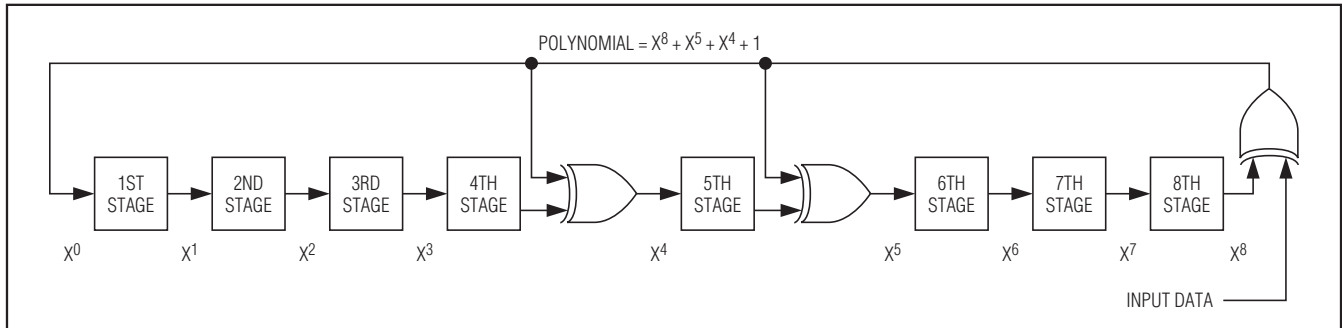 POLYNOMIAL = X⁸ + X⁵ + X⁴ + 1
1ST STAGE
2ND STAGE
3RD STAGE
4TH STAGE
5TH STAGE
6TH STAGE
7TH STAGE
8TH STAGE
X⁰ X¹ X² X³ X⁴ X⁵ X⁶ X⁷ X⁸
INPUT DATA